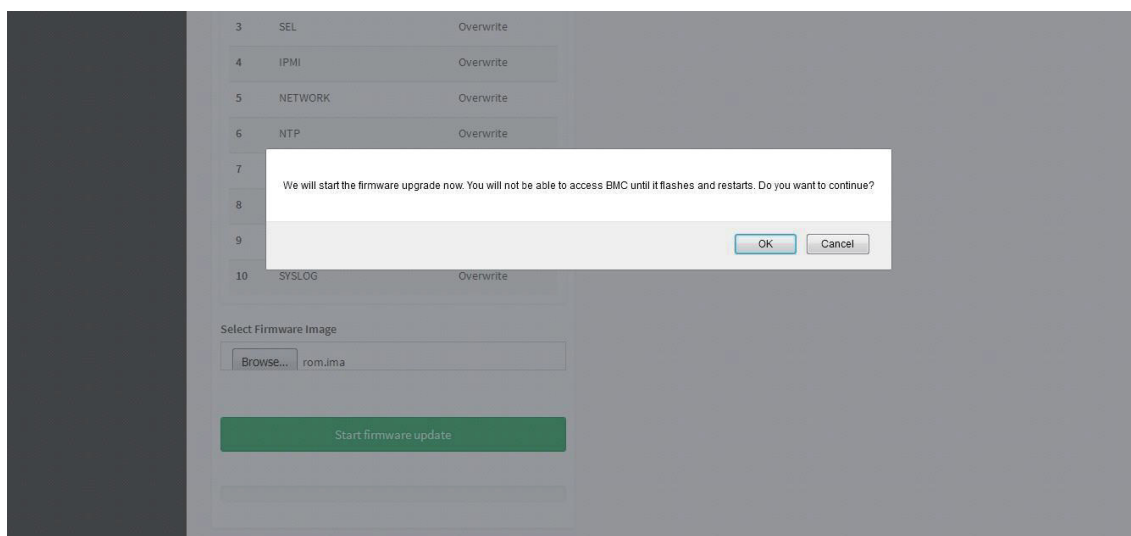 3 SEL Overwrite
4 IPMI Overwrite
5 NETWORK Overwrite
6 NTP Overwrite
7
We will start the firmware upgrade now. You will not be able to access BMC until it flashes and restarts. Do you want to continue?
8
9
OK Cancel
10 SYSLOG Overwrite
Select Firmware Image
Browse... rom.ima
Start firmware update